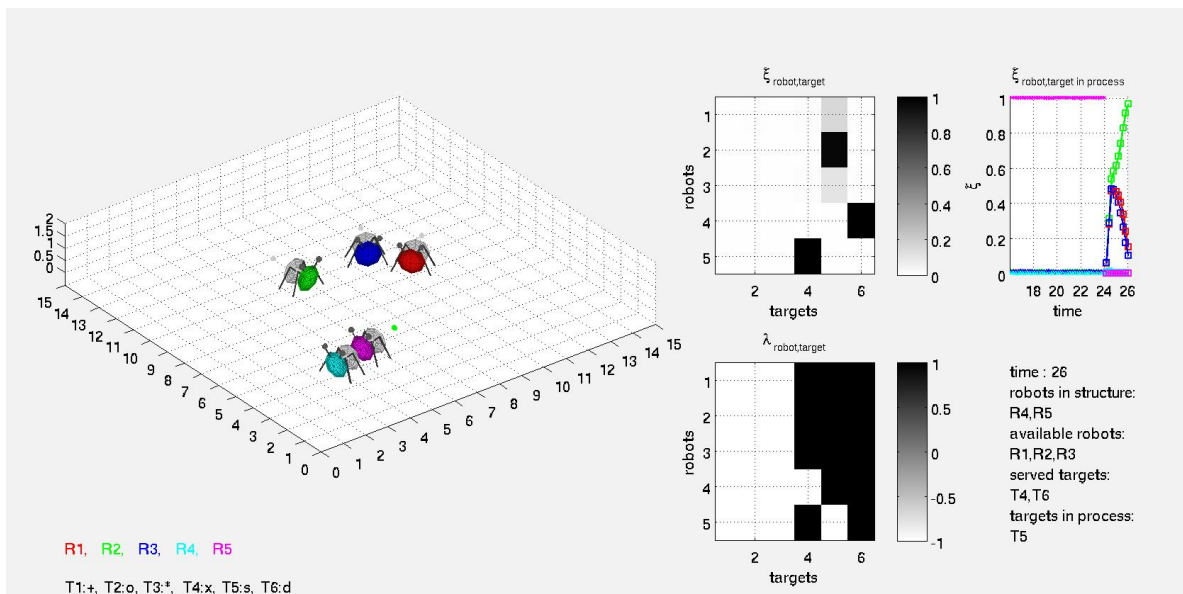 ξ robot,target
ξ robot,target in process
1
0.8
0.6
0.4
0.2
0
1
2
3
4
5
robots
2 4 6
targets
1
0.8
0.6
0.4
0.2
0
ξ
18 20 22 24 26
time
2
1.5
1
0.5
0
15
14
13
12
11
10
9
8
7
6
5
4
3
2
1
0
0
1
2
3
4
5
6
7
8
9
10
11
12
13
14
15
λ robot,target
1
2
3
4
5
robots
2 4 6
targets
1
0.5
0
-0.5
-1
time : 26
robots in structure:
R4,R5
available robots:
R1,R2,R3
served targets:
T4,T6
targets in process:
T5
R1, R2, R3, R4, R5
T1:+, T2:o, T3:*, T4:x, T5:s, T6:d